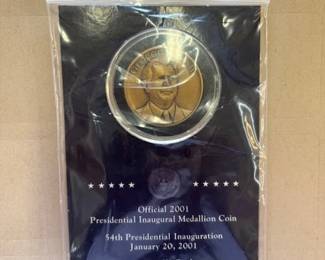 Official 2001
Presidential Inaugural Medallion Coin
54th Presidential Inauguration
January 20, 2001